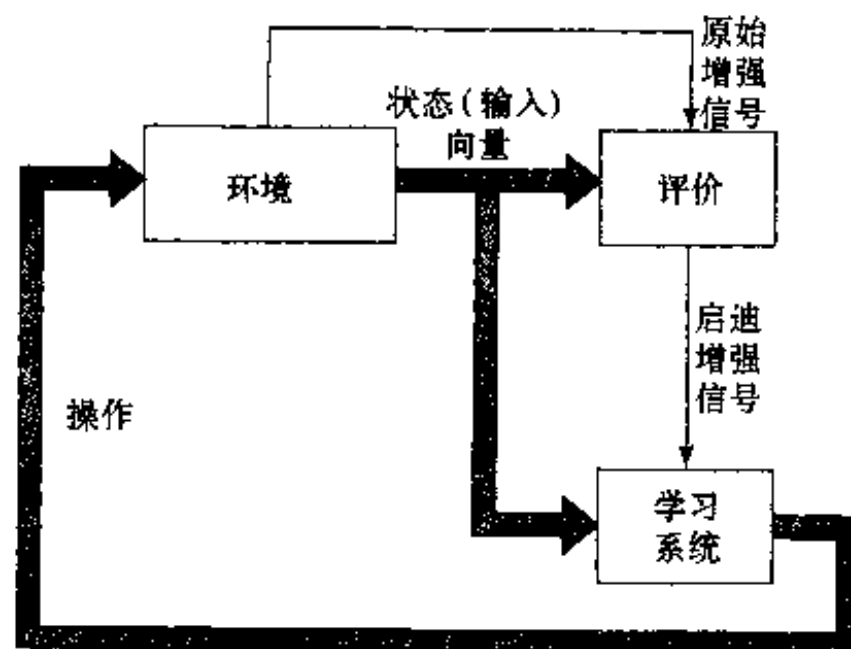 原始
增强
信号
状态(输入)
向量
环境
评价
启迪
增强
信号
操作
学习
系统